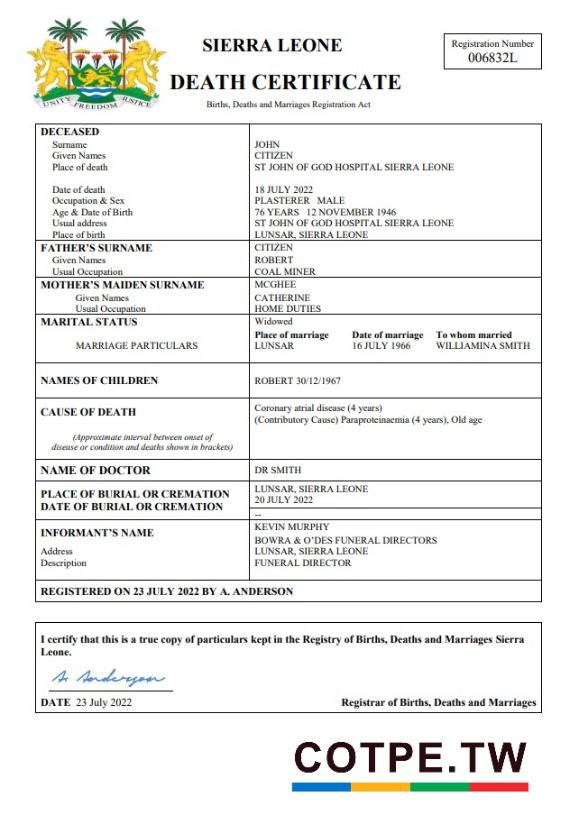 SIERRA LEONE
DEATH CERTIFICATE
Births, Deaths and Marriages Registration Act
Registration Number
006832L
UNITY FREEDOM JUSTICE
DECEASED
Surname JOHN
Given Names CITIZEN
Place of death ST JOHN OF GOD HOSPITAL SIERRA LEONE
Date of death 18 JULY 2022
Occupation & Sex PLASTERER MALE
Age & Date of Birth 76 YEARS 12 NOVEMBER 1946
Usual address ST JOHN OF GOD HOSPITAL SIERRA LEONE
Place of birth LUNSAR, SIERRA LEONE
FATHER'S SURNAME CITIZEN
Given Names ROBERT
Usual Occupation COAL MINER
MOTHER'S MAIDEN SURNAME MCGHEE
Given Names CATHERINE
Usual Occupation HOME DUTIES
MARITAL STATUS Widowed
Place of marriage Date of marriage To whom married
MARRIAGE PARTICULARS LUNSAR 16 JULY 1966 WILLIAMINA SMITH
NAMES OF CHILDREN ROBERT 30/12/1967
CAUSE OF DEATH Coronary atrial disease (4 years)
(Contributory Cause) Paraproteinaemia (4 years), Old age
(Approximate interval between onset of
disease or condition and deaths shown in brackets)
NAME OF DOCTOR DR SMITH
PLACE OF BURIAL OR CREMATION LUNSAR, SIERRA LEONE
DATE OF BURIAL OR CREMATION 20 JULY 2022
--
INFORMANT'S NAME KEVIN MURPHY
BOWRA & O'DES FUNERAL DIRECTORS
Address LUNSAR, SIERRA LEONE
Description FUNERAL DIRECTOR
REGISTERED ON 23 JULY 2022 BY A. ANDERSON
I certify that this is a true copy of particulars kept in the Registry of Births, Deaths and Marriages Sierra
Leone.
A. Anderson
DATE 23 July 2022 Registrar of Births, Deaths and Marriages
COTPE.TW